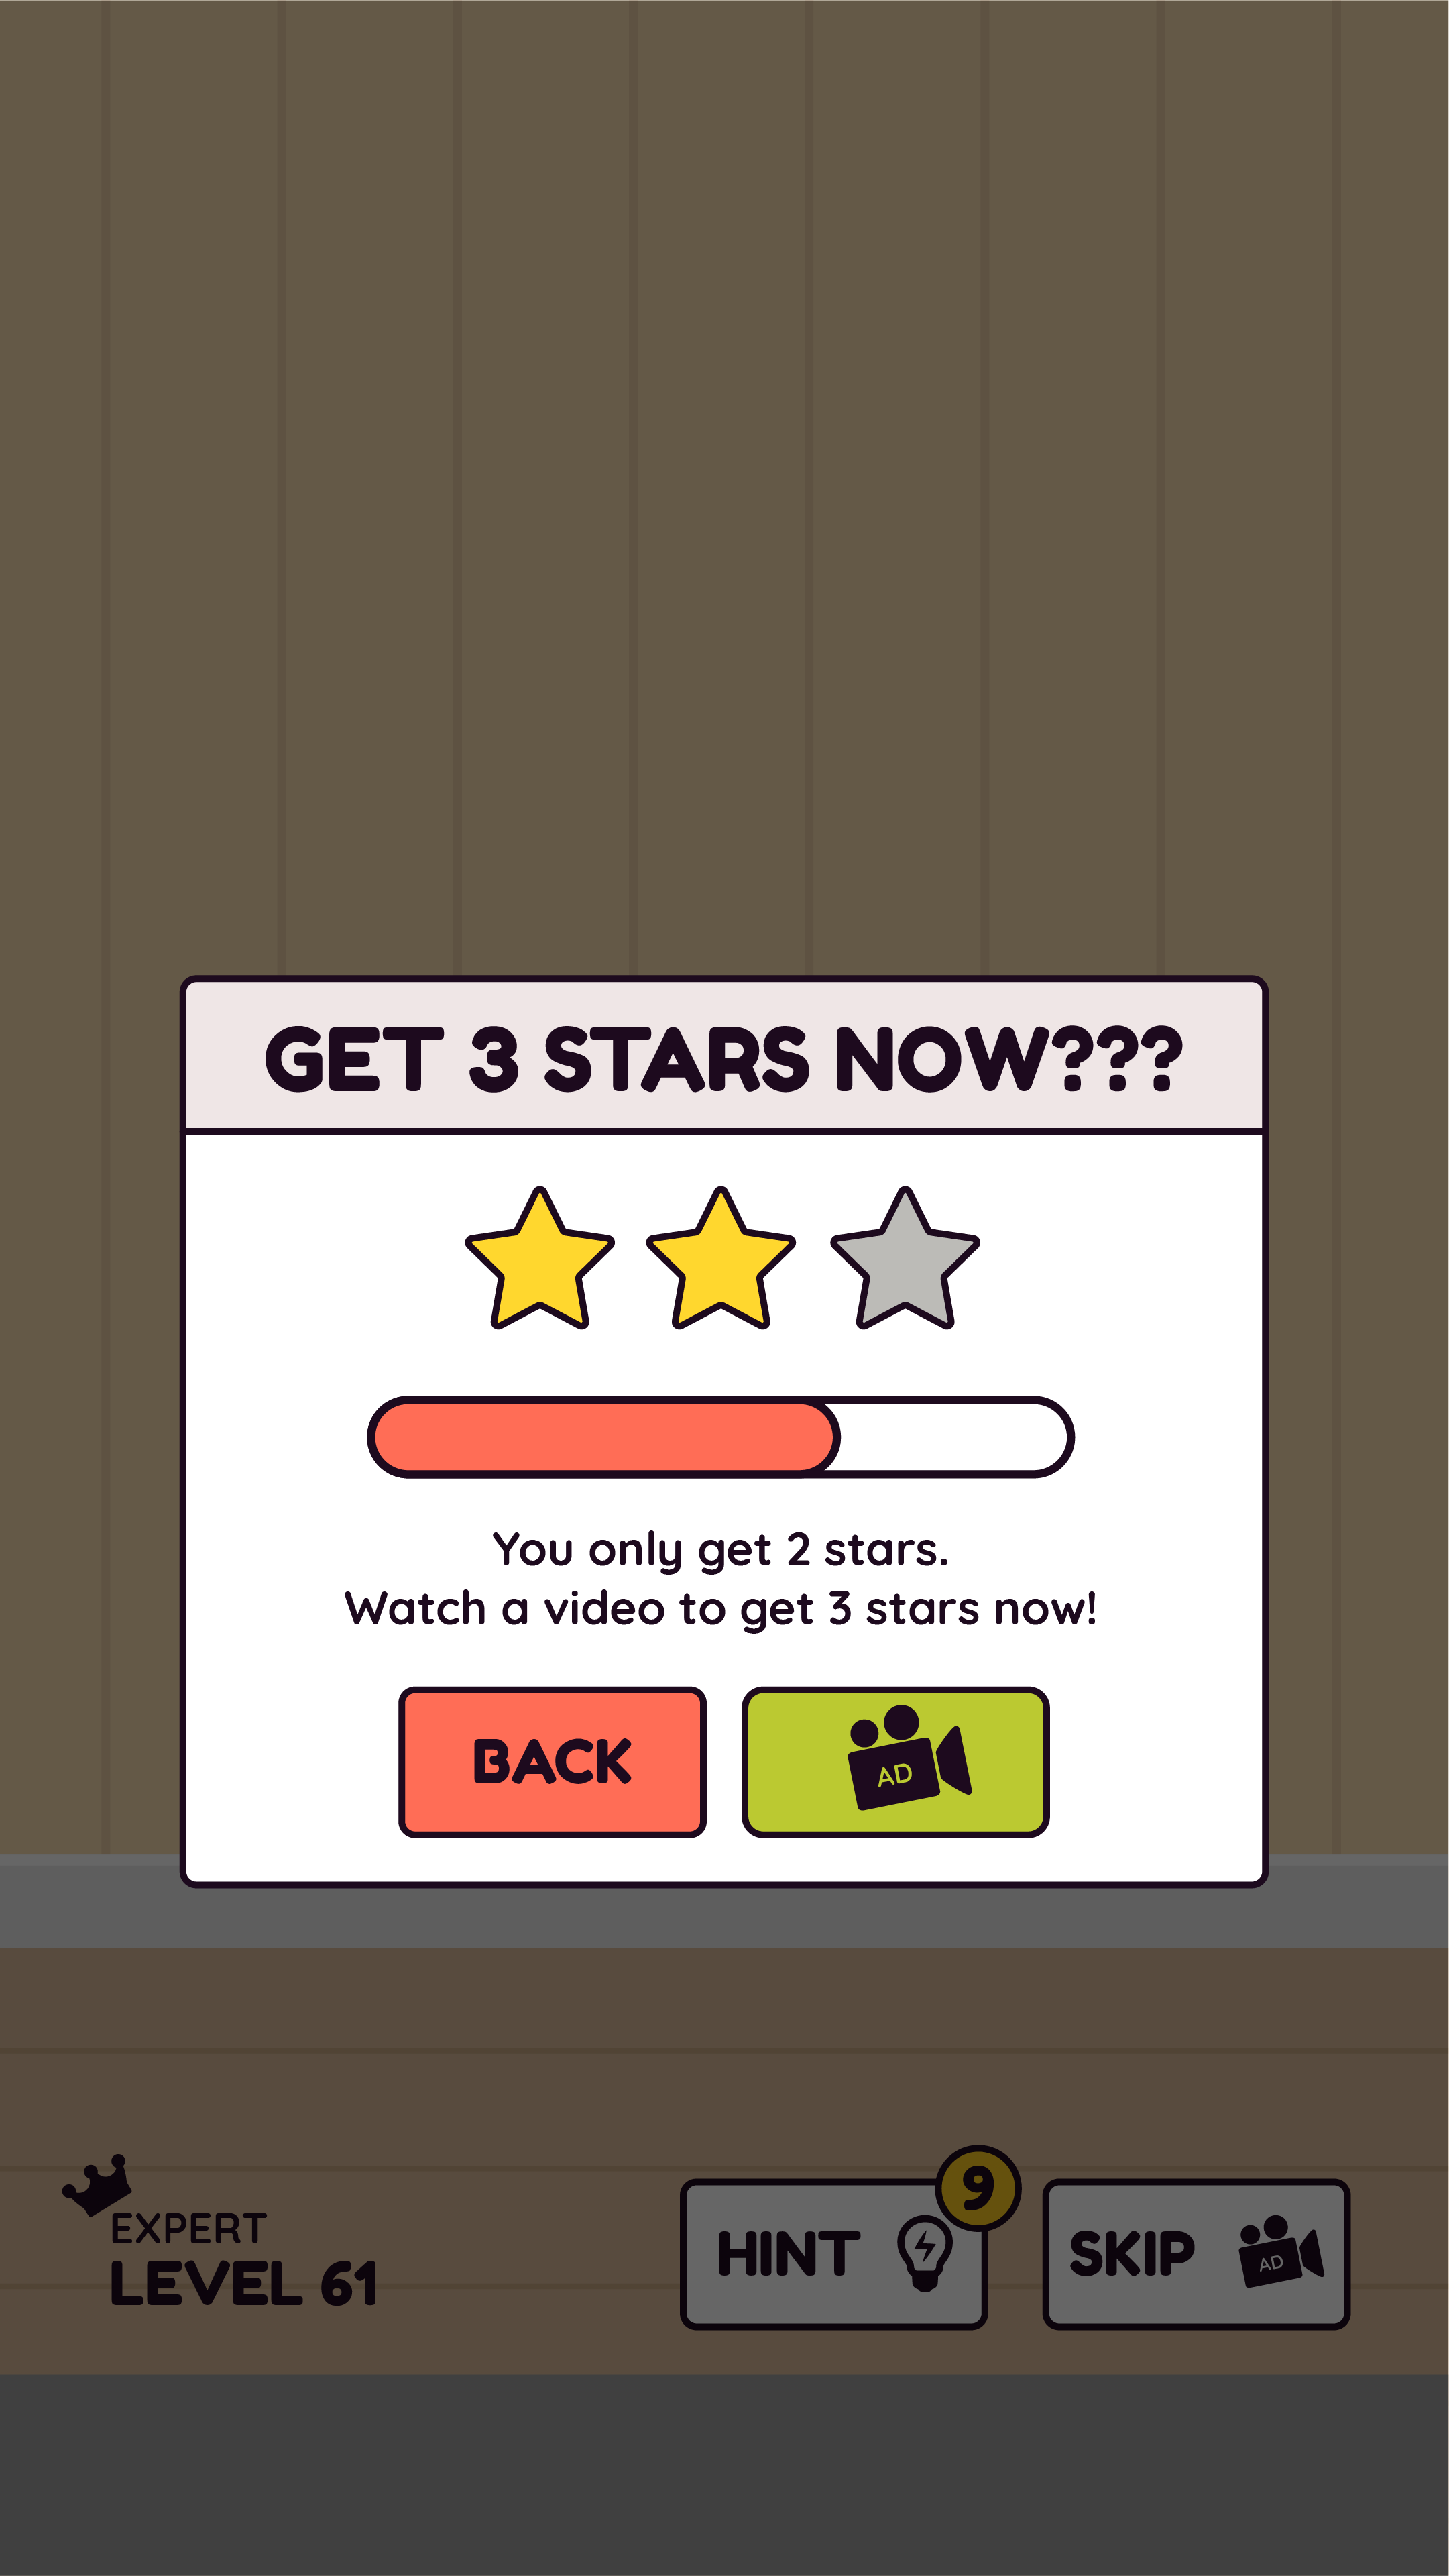 GET 3 STARS NOW???
You only get 2 stars.
Watch a video to get 3 stars now!
BACK
AD
EXPERT
LEVEL 61
HINT
9
SKIP
AD